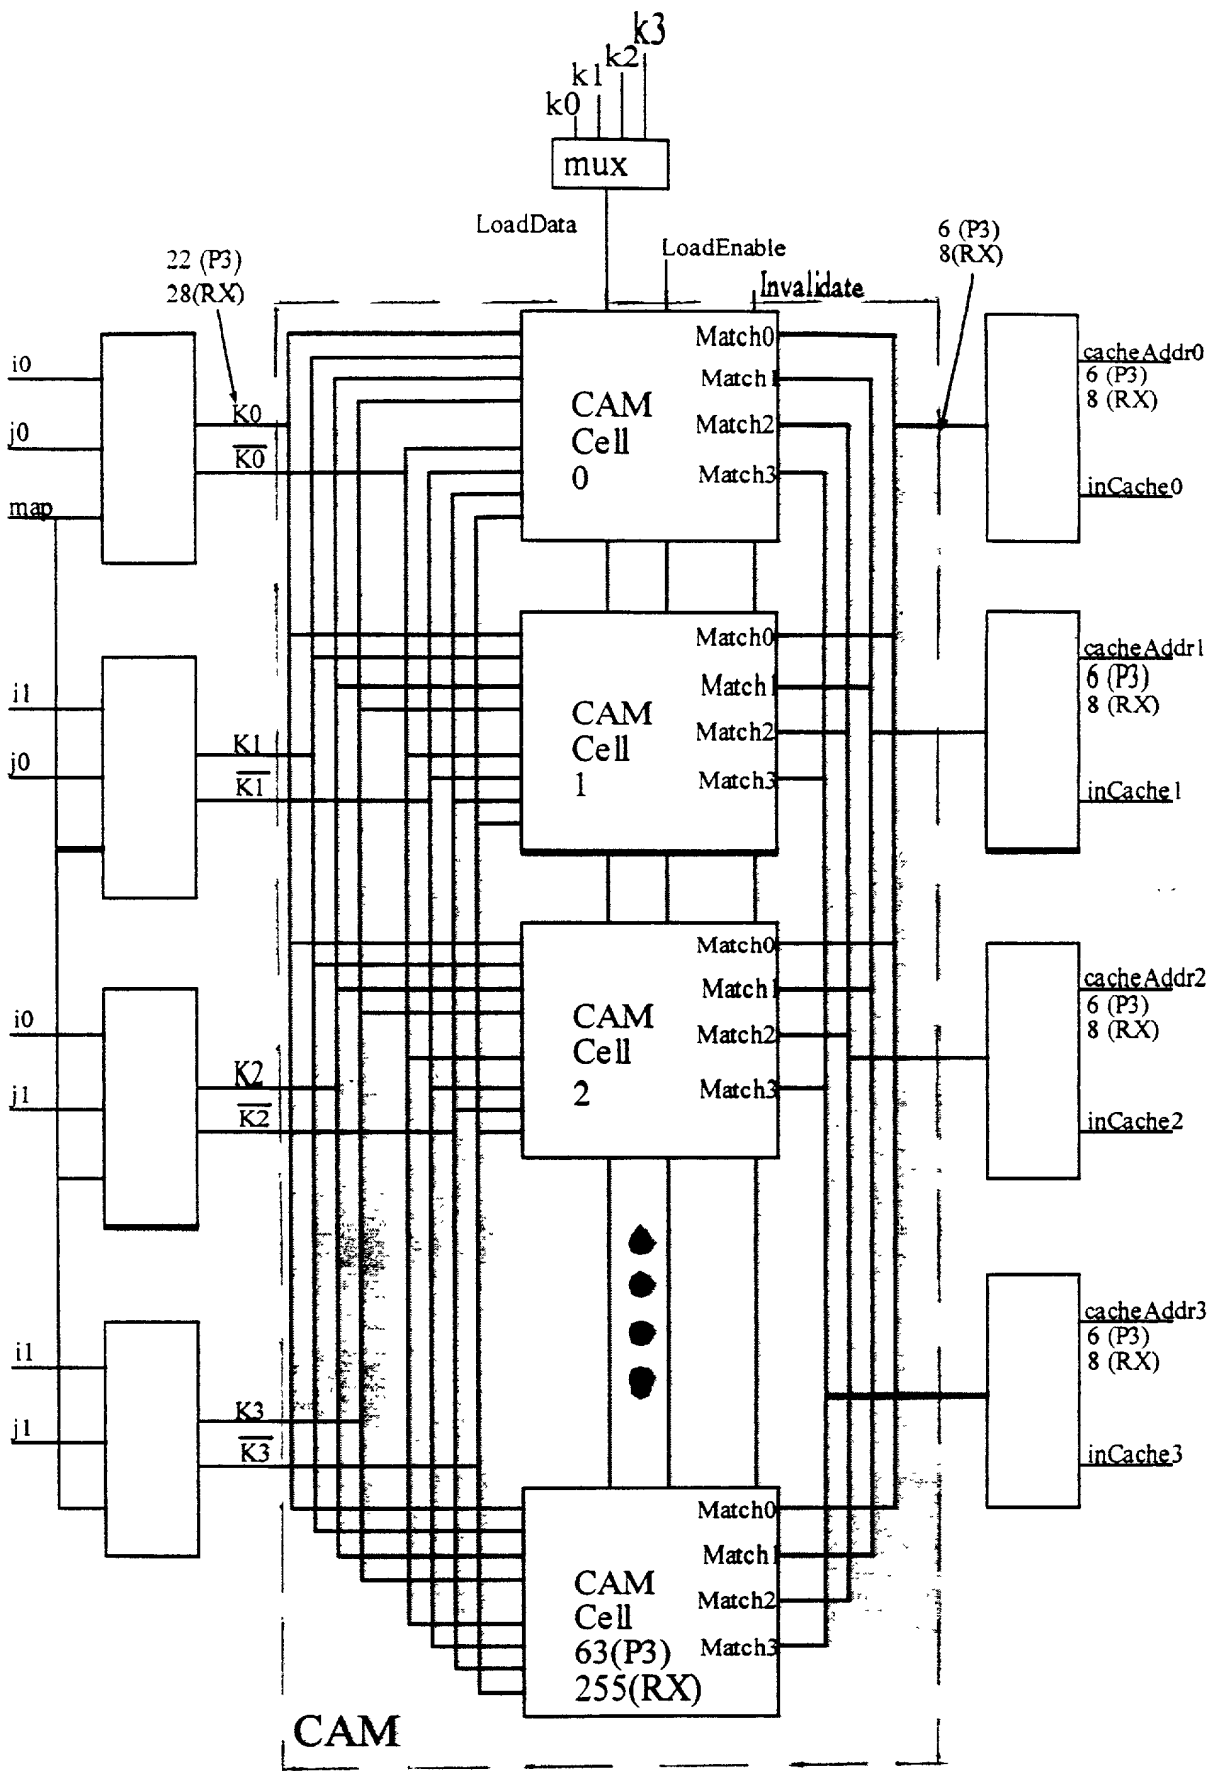 k3
k2
k1
k0
mux
LoadData
LoadEnable
Invalidate
22 (P3)
28(RX)
6 (P3)
8(RX)
i0
j0
map
K0
K0
CAM
Cell
0
Match0
Match1
Match2
Match3
cacheAddr0
6 (P3)
8 (RX)
inCache0
i1
j0
K1
K1
CAM
Cell
1
Match0
Match1
Match2
Match3
cacheAddr1
6 (P3)
8 (RX)
inCache1
i0
j1
K2
K2
CAM
Cell
2
Match0
Match1
Match2
Match3
cacheAddr2
6 (P3)
8 (RX)
inCache2
i1
j1
K3
K3
cacheAddr3
6 (P3)
8 (RX)
inCache3
CAM
Cell
63(P3)
255(RX)
Match0
Match1
Match2
Match3
CAM